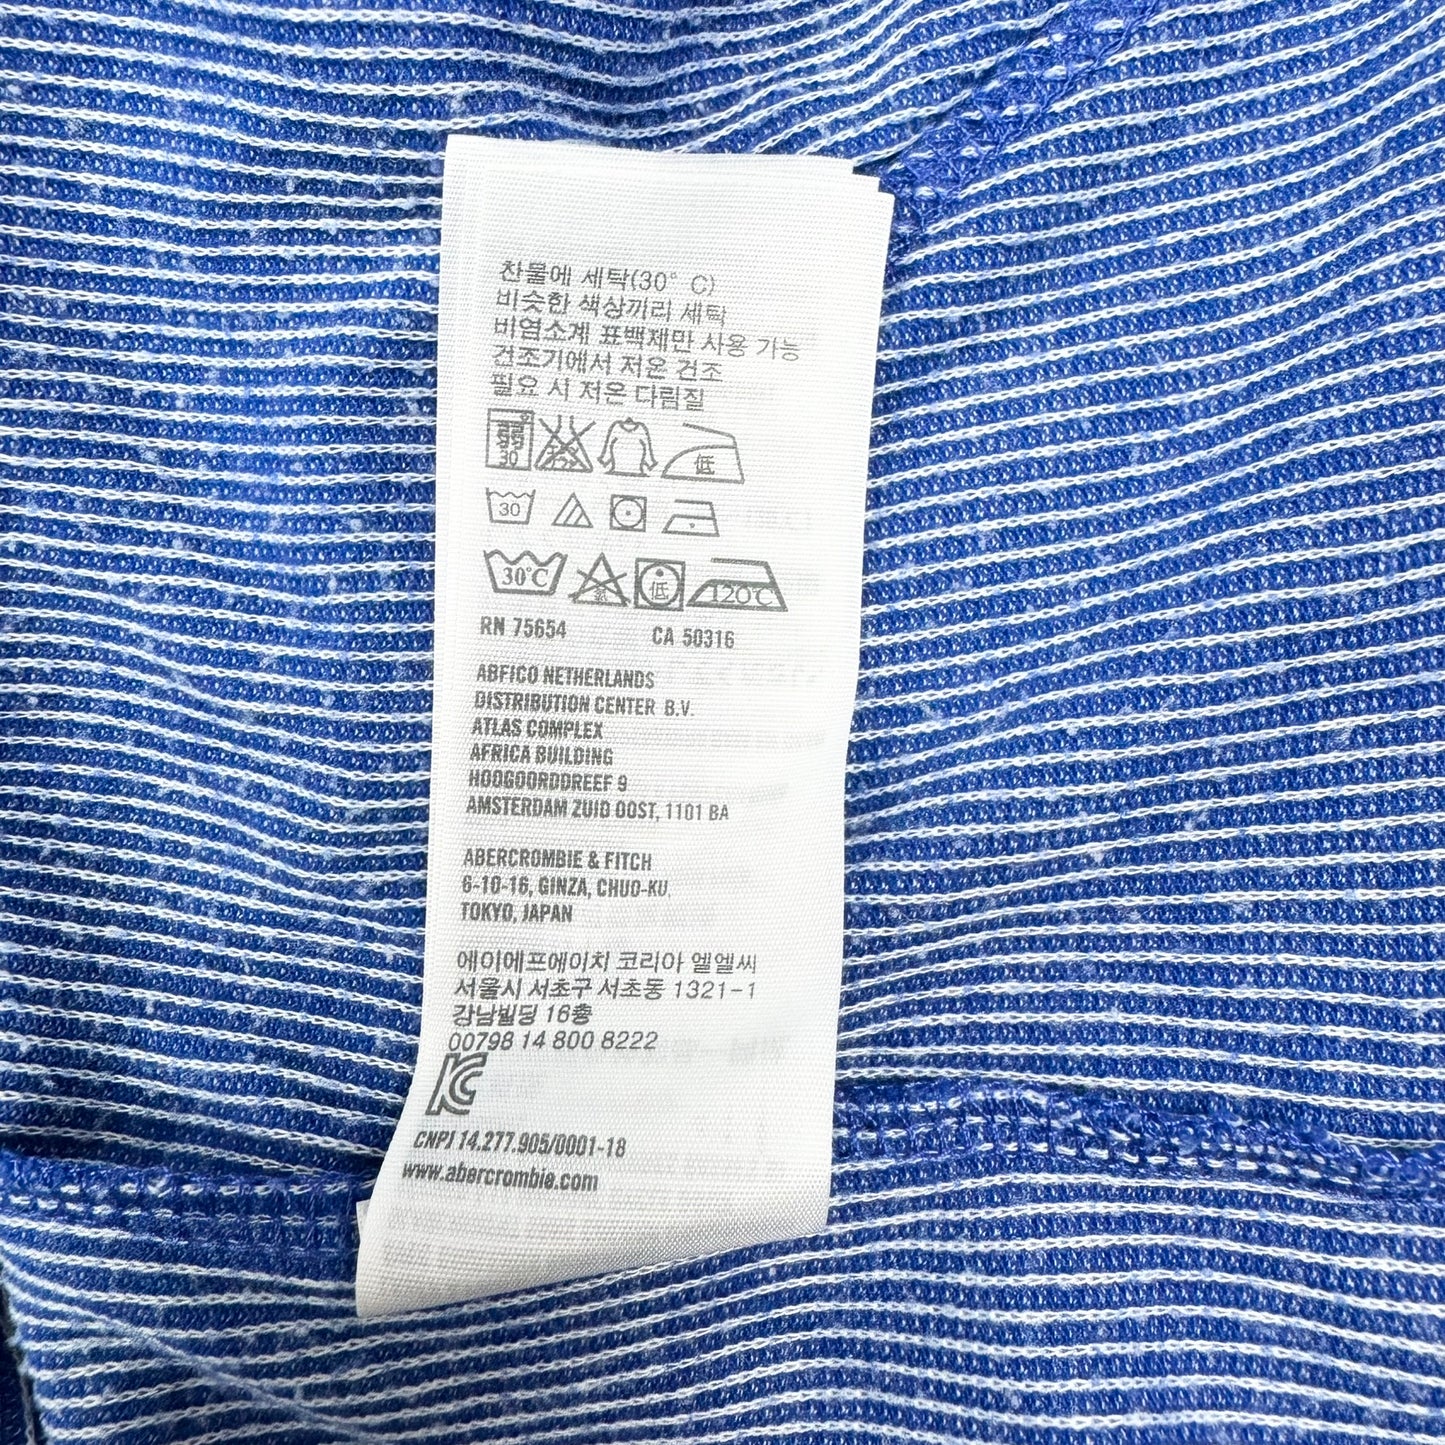 찬물에 세탁(30° C)
비슷한 색상끼리 세탁
비염소계 표백제만 사용 가능
건조기에서 저온 건조
필요 시 저온 다림질
30 低
30
30°C 低 120°C
RN 75654 CA 50316
ABFICO NETHERLANDS
DISTRIBUTION CENTER B.V.
ATLAS COMPLEX
AFRICA BUILDING
HOOGOORDDREEF 9
AMSTERDAM ZUID OOST, 1101 BA
ABERCROMBIE & FITCH
6-10-16, GINZA, CHUO-KU,
TOKYO, JAPAN
에이에프에이치 코리아 엘엘씨
서울시 서초구 서초동 1321-1
강남빌딩 16층
00798 14 800 8222
CNPJ 14.277.905/0001-18
www.abercrombie.com